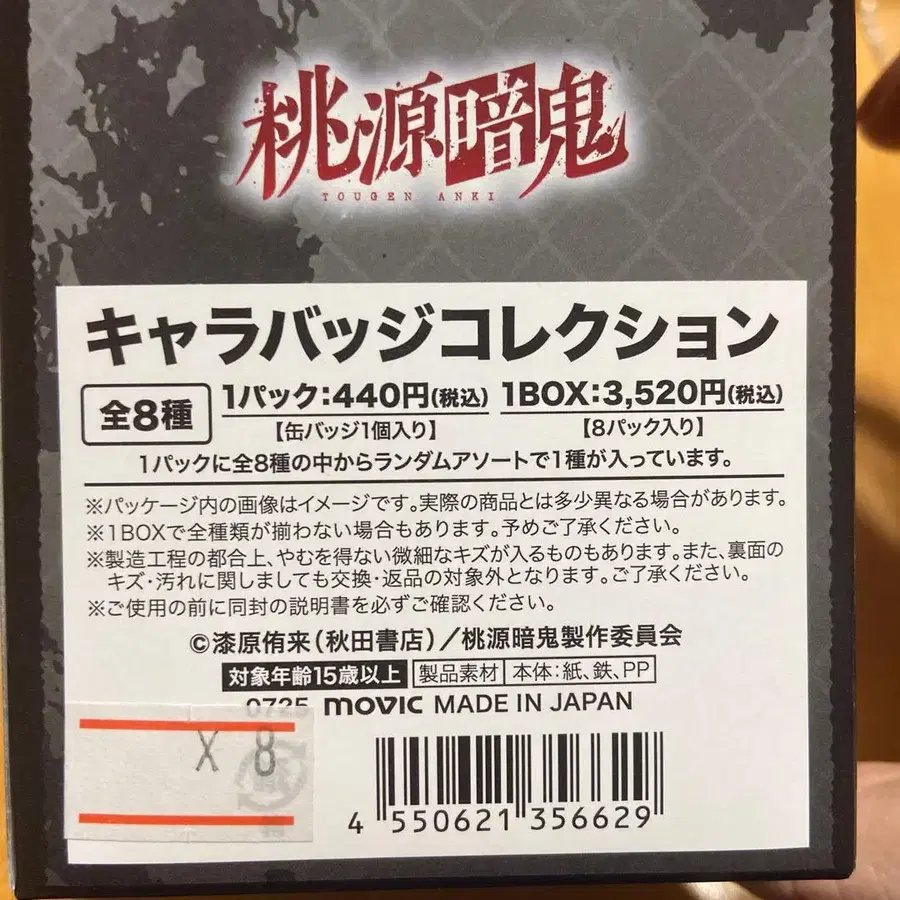 桃源暗鬼
TOUGEN ANKI
キャラバッジコレクション
全8種
1パック:440円(税込) 1BOX:3,520円(税込)
【缶バッジ1個入り】 【8パック入り】
1パックに全8種の中からランダムアソートで1種が入っています。
※パッケージ内の画像はイメージです。実際の商品とは多少異なる場合があります。
※1BOXで全種類が揃わない場合もあります。予めご了承ください。
※製造工程の都合上、やむを得ない微細なキズが入るものもあります。また、裏面の
キズ・汚れに関しましても交換・返品の対象外となります。ご了承ください。
※ご使用の前に同封の説明書を必ずご確認ください。
©漆原侑来(秋田書店)/桃源暗鬼製作委員会
対象年齢15歳以上 製品素材 本体:紙、鉄、PP
0725 movic MADE IN JAPAN
X 8
4 550621 356629